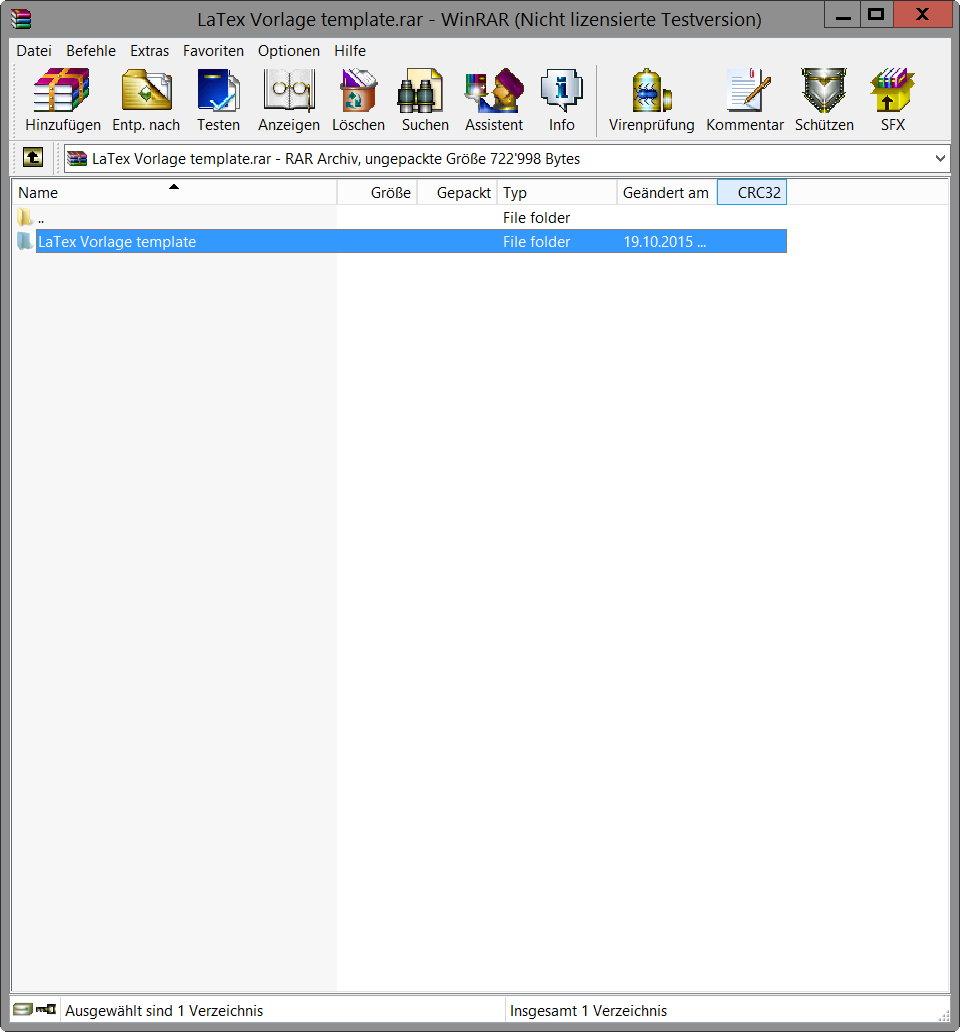 LaTex Vorlage template.rar - WinRAR (Nicht lizensierte Testversion)
Datei Befehle Extras Favoriten Optionen Hilfe
Hinzufügen Entp. nach Testen Anzeigen Löschen Suchen Assistent Info Virenprüfung Kommentar Schützen SFX
LaTex Vorlage template.rar - RAR Archiv, ungepackte Größe 722'998 Bytes
Name Größe Gepackt Typ Geändert am CRC32
.. File folder
LaTex Vorlage template File folder 19.10.2015 ...
Ausgewählt sind 1 Verzeichnis Insgesamt 1 Verzeichnis